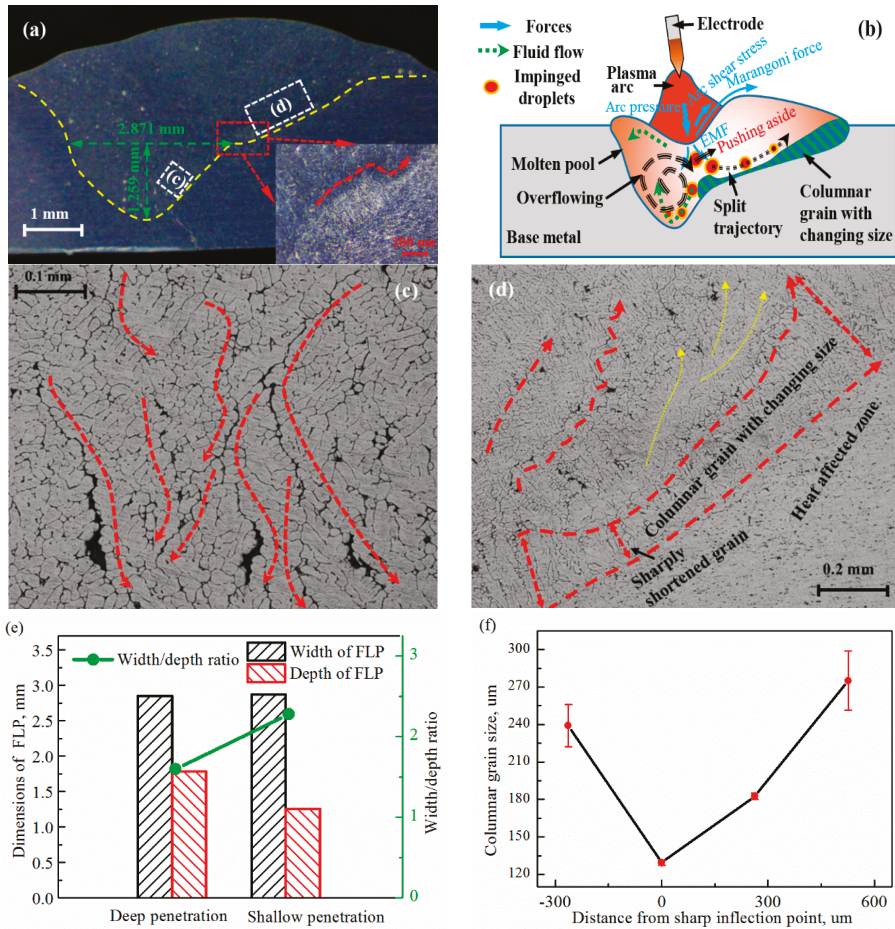 (a)
(d)
2.871 mm
(c)
1 mm
(b)
Electrode
Forces
Fluid flow
Impinged
droplets
Plasma
arc
Arc shear stress
Marangoni force
Arc pressure
EMF
Pushing aside
Molten pool
Overflowing
Base metal
Split
trajectory
Columnar
grain with
changing size
0.1 mm
(c)
(d)
Columnar grain with changing size
Heat affected zone
Sharply
shortened grain
0.2 mm
(e)
Dimensions of FLP, mm
3.5
3.0
2.5
2.0
1.5
1.0
0.5
0.0
Width/depth ratio
Width of FLP
Depth of FLP
3
2
1
0
Width/depth ratio
Deep penetration
Shallow penetration
(f)
Columnar grain size, um
300
270
240
210
180
150
120
-300
0
300
600
Distance from sharp inflection point, um